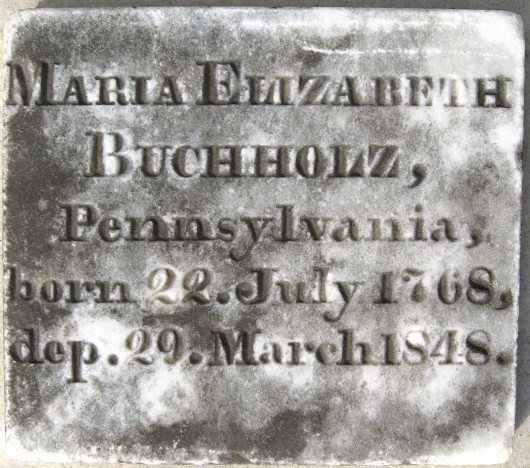 MARIA ELIZABETH
BUCHHOLZ,
Pennsylvania,
born 22. July 1768,
dep. 29. March 1848.